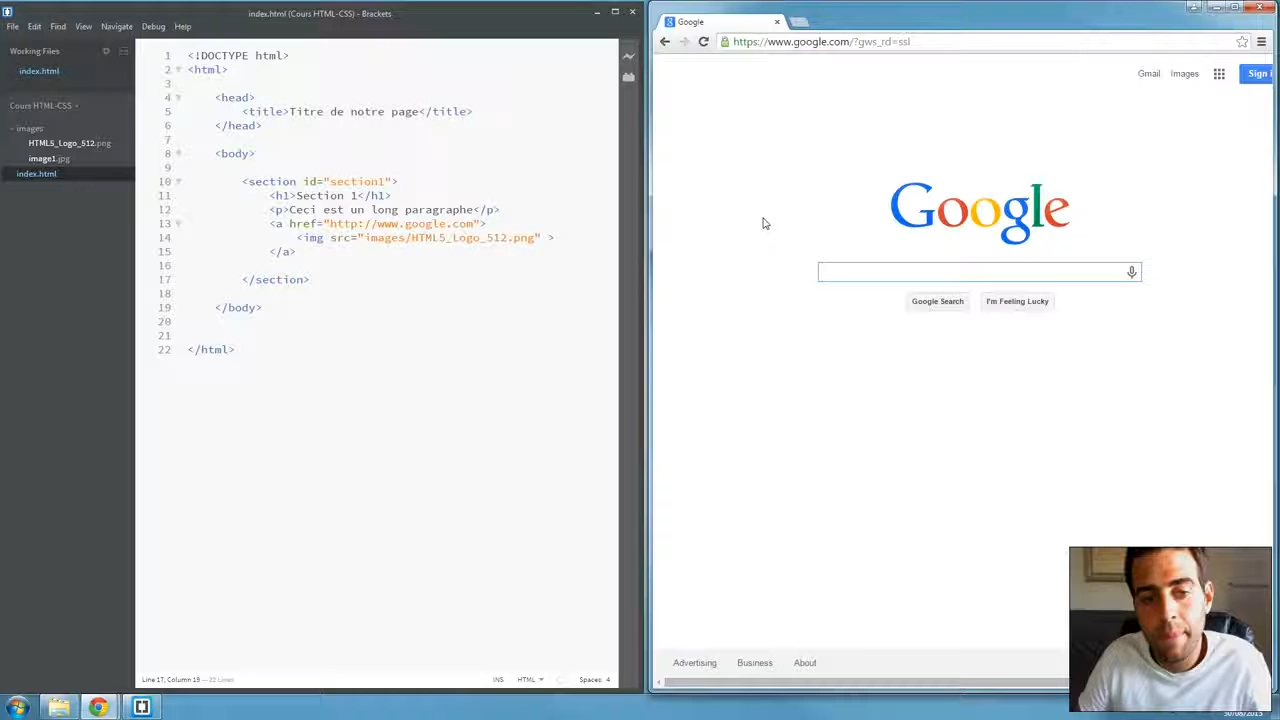 index.html (Cours HTML-CSS) - Brackets
File Edit Find View Navigate Debug Help
Working Files
index.html
Cours HTML-CSS
images
HTML5_Logo_512.png
image1.jpg
index.html
1 <!DOCTYPE html>
2 <html>
3
4 <head>
5 <title>Titre de notre page</title>
6 </head>
7
8 <body>
9
10 <section id="section1">
11 <h1>Section 1</h1>
12 <p>Ceci est un long paragraphe</p>
13 <a href="http://www.google.com">
14 <img src="images/HTML5_Logo_512.png" >
15 </a>
16
17 </section>
18
19 </body>
20
21
22 </html>
Line 17, Column 19 — 22 Lines
INS HTML Spaces: 4
Google
https://www.google.com/?gws_rd=ssl
Gmail Images Sign i
Google
Google Search I'm Feeling Lucky
Advertising Business About